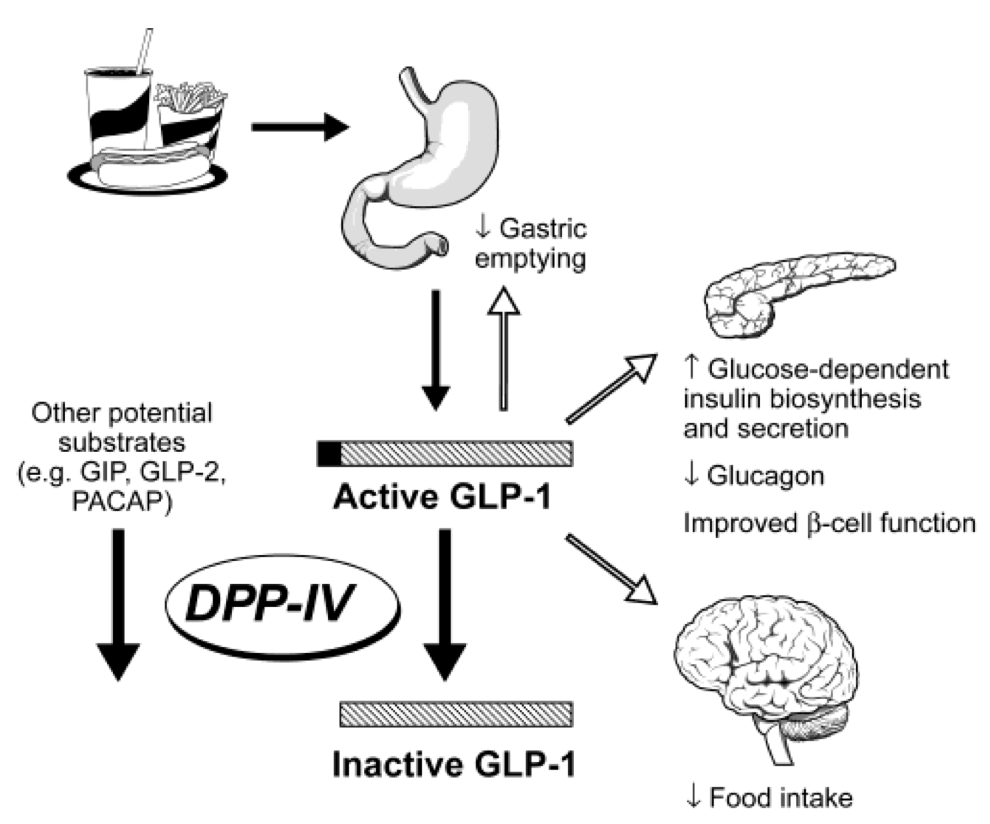 ↓ Gastric
emptying
↑ Glucose-dependent
insulin biosynthesis
and secretion
↓ Glucagon
Improved β-cell function
Other potential
substrates
(e.g. GIP, GLP-2,
PACAP)
Active GLP-1
DPP-IV
Inactive GLP-1
↓ Food intake